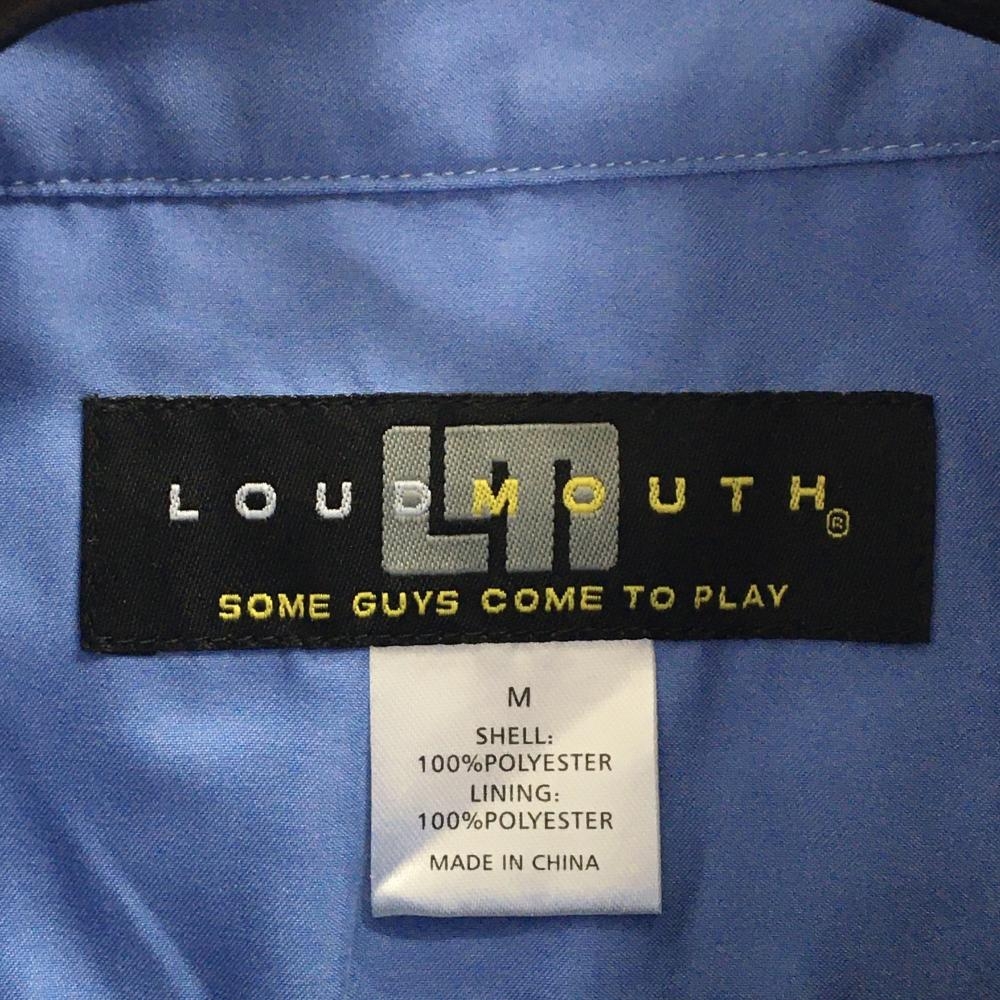 LOUDMOUTH®
SOME GUYS COME TO PLAY
M
SHELL:
100%POLYESTER
LINING:
100%POLYESTER
MADE IN CHINA